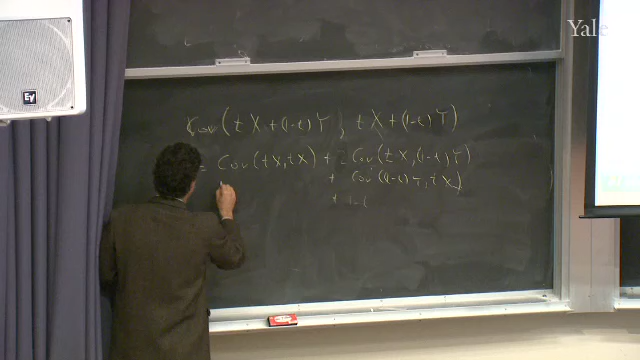 Yale
Cov(tX+(1-t)Y, tX+(1-t)Y)
= Cov(tX,tX) + 2 Cov(tX,(1-t)Y)
+ Cov((1-t)Y,tX)
+